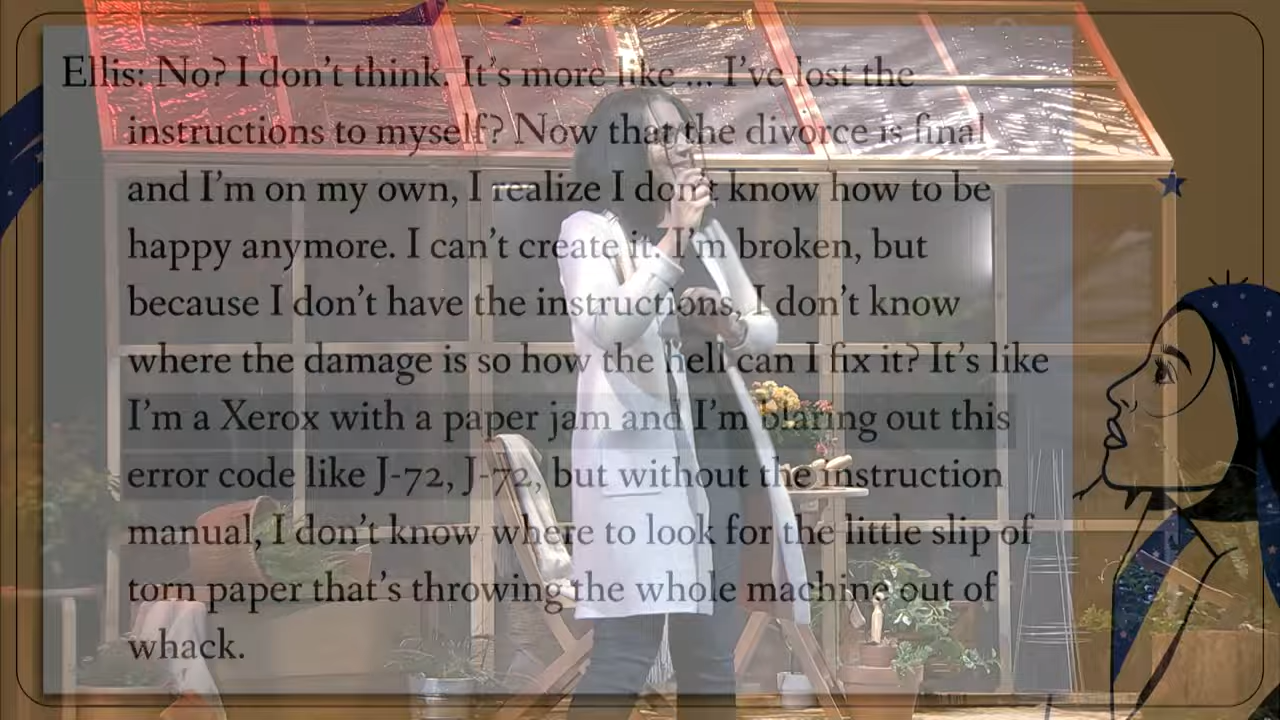 Ellis: No? I don't think. It's more like ... I've lost the
instructions to myself? Now that the divorce is final
and I'm on my own, I realize I don't know how to be
happy anymore. I can't create it. I'm broken, but
because I don't have the instructions, I don't know
where the damage is so how the hell can I fix it? It's like
I'm a Xerox with a paper jam and I'm blaring out this
error code like J-72, J-72, but without the instruction
manual, I don't know where to look for the little slip of
torn paper that's throwing the whole machine out of
whack.